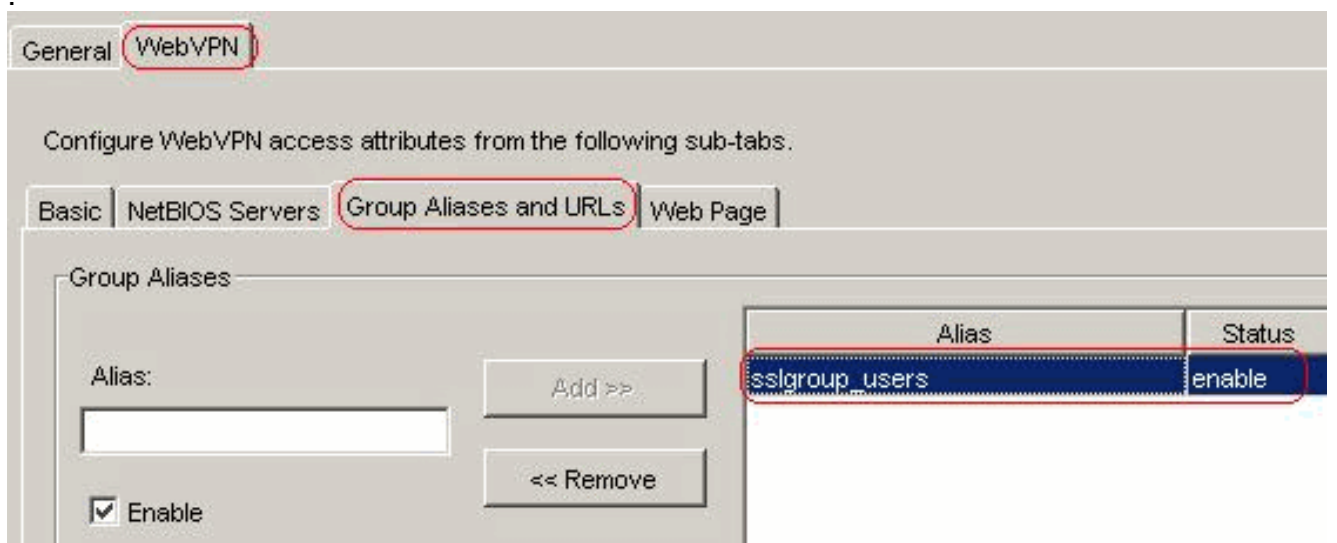 .
General WebVPN
Configure WebVPN access attributes from the following sub-tabs.
Basic NetBIOS Servers Group Aliases and URLs Web Page
Group Aliases
Alias Status
Alias: Add >> sslgroup_users enable
<< Remove
Enable